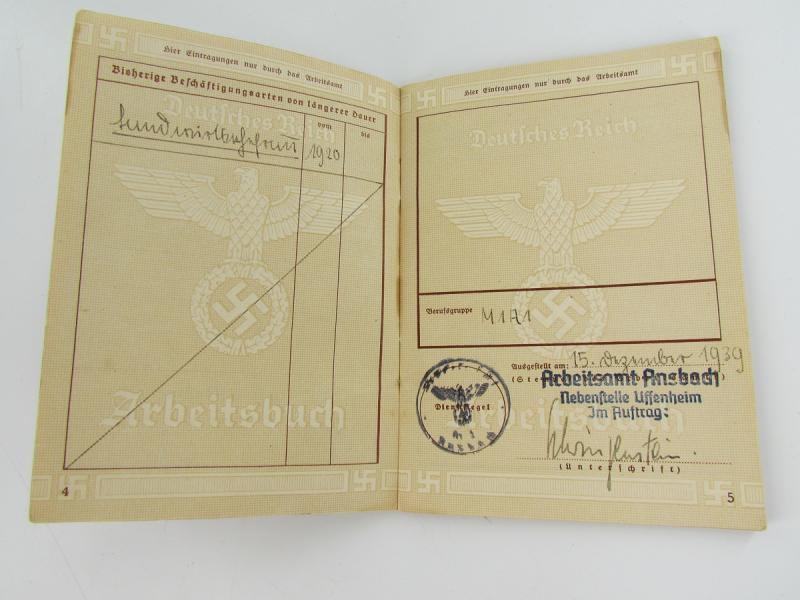 Hier Eintragungen nur durch das Arbeitsamt
Bisherige Beschäftigungsarten von längerer Dauer
vom
bis
1920
Deutsches Reich
Arbeitsbuch
4
Hier Eintragungen nur durch das Arbeitsamt
Deutsches Reich
Berufsgruppe
Ausgestellt am: 15. Dezember 1939
Arbeitsamt Ansbach
Nebenstelle Uffenheim
Im Auftrag:
Dienstsiegel
Arbeitsbuch
(Unterschrift)
5